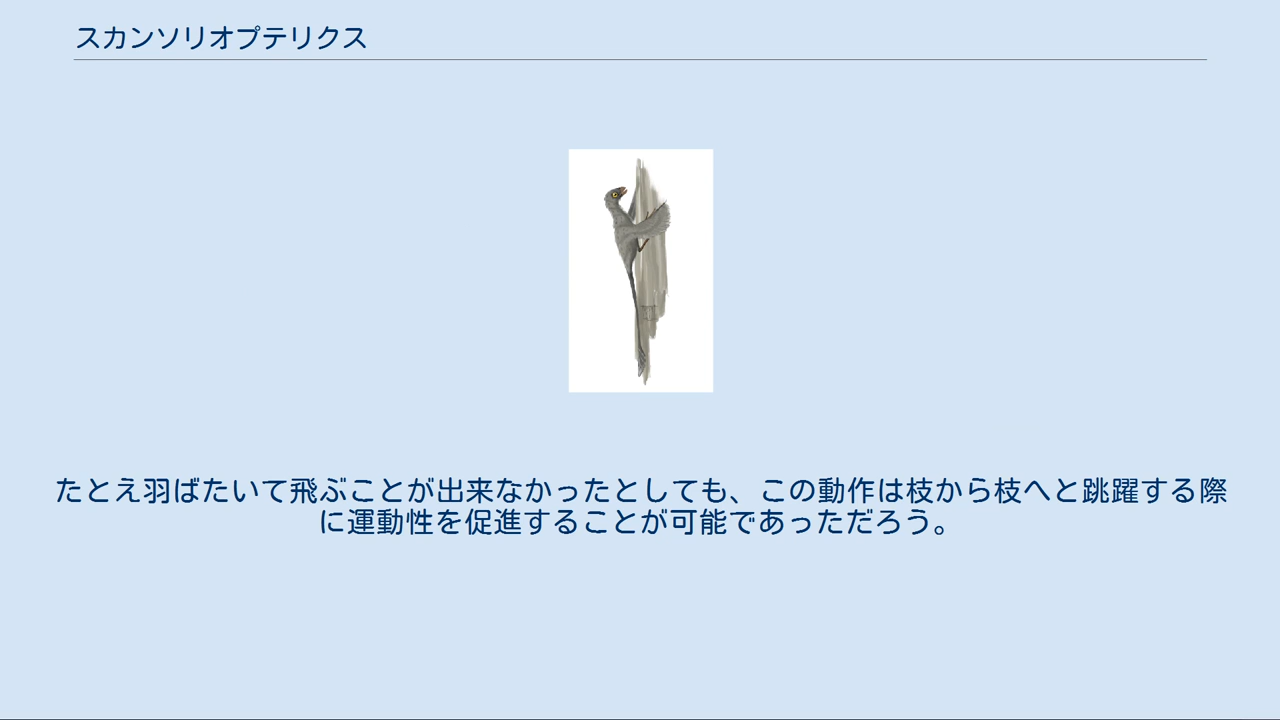 スカンソリオプテリクス
たとえ羽ばたいて飛ぶことが出来なかったとしても、この動作は枝から枝へと跳躍する際
に運動性を促進することが可能であっただろう。